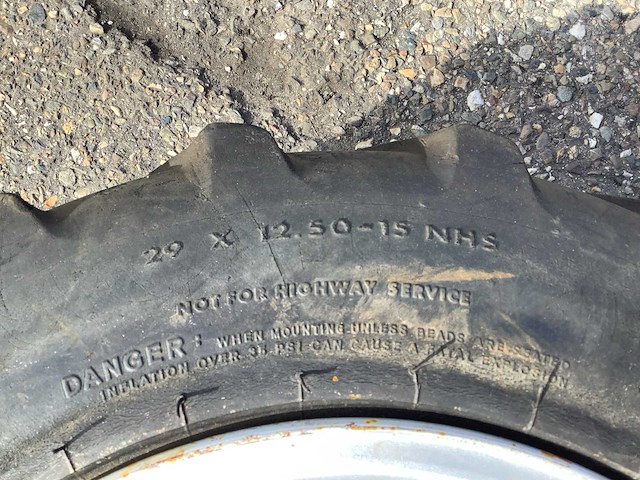 29 X 12.50-15 NHS
NOT FOR HIGHWAY SERVICE
DANGER: WHEN MOUNTING UNLESS BEADS ARE SEATED
INFLATION OVER 35 PSI CAN CAUSE A FATAL EXPLOSION